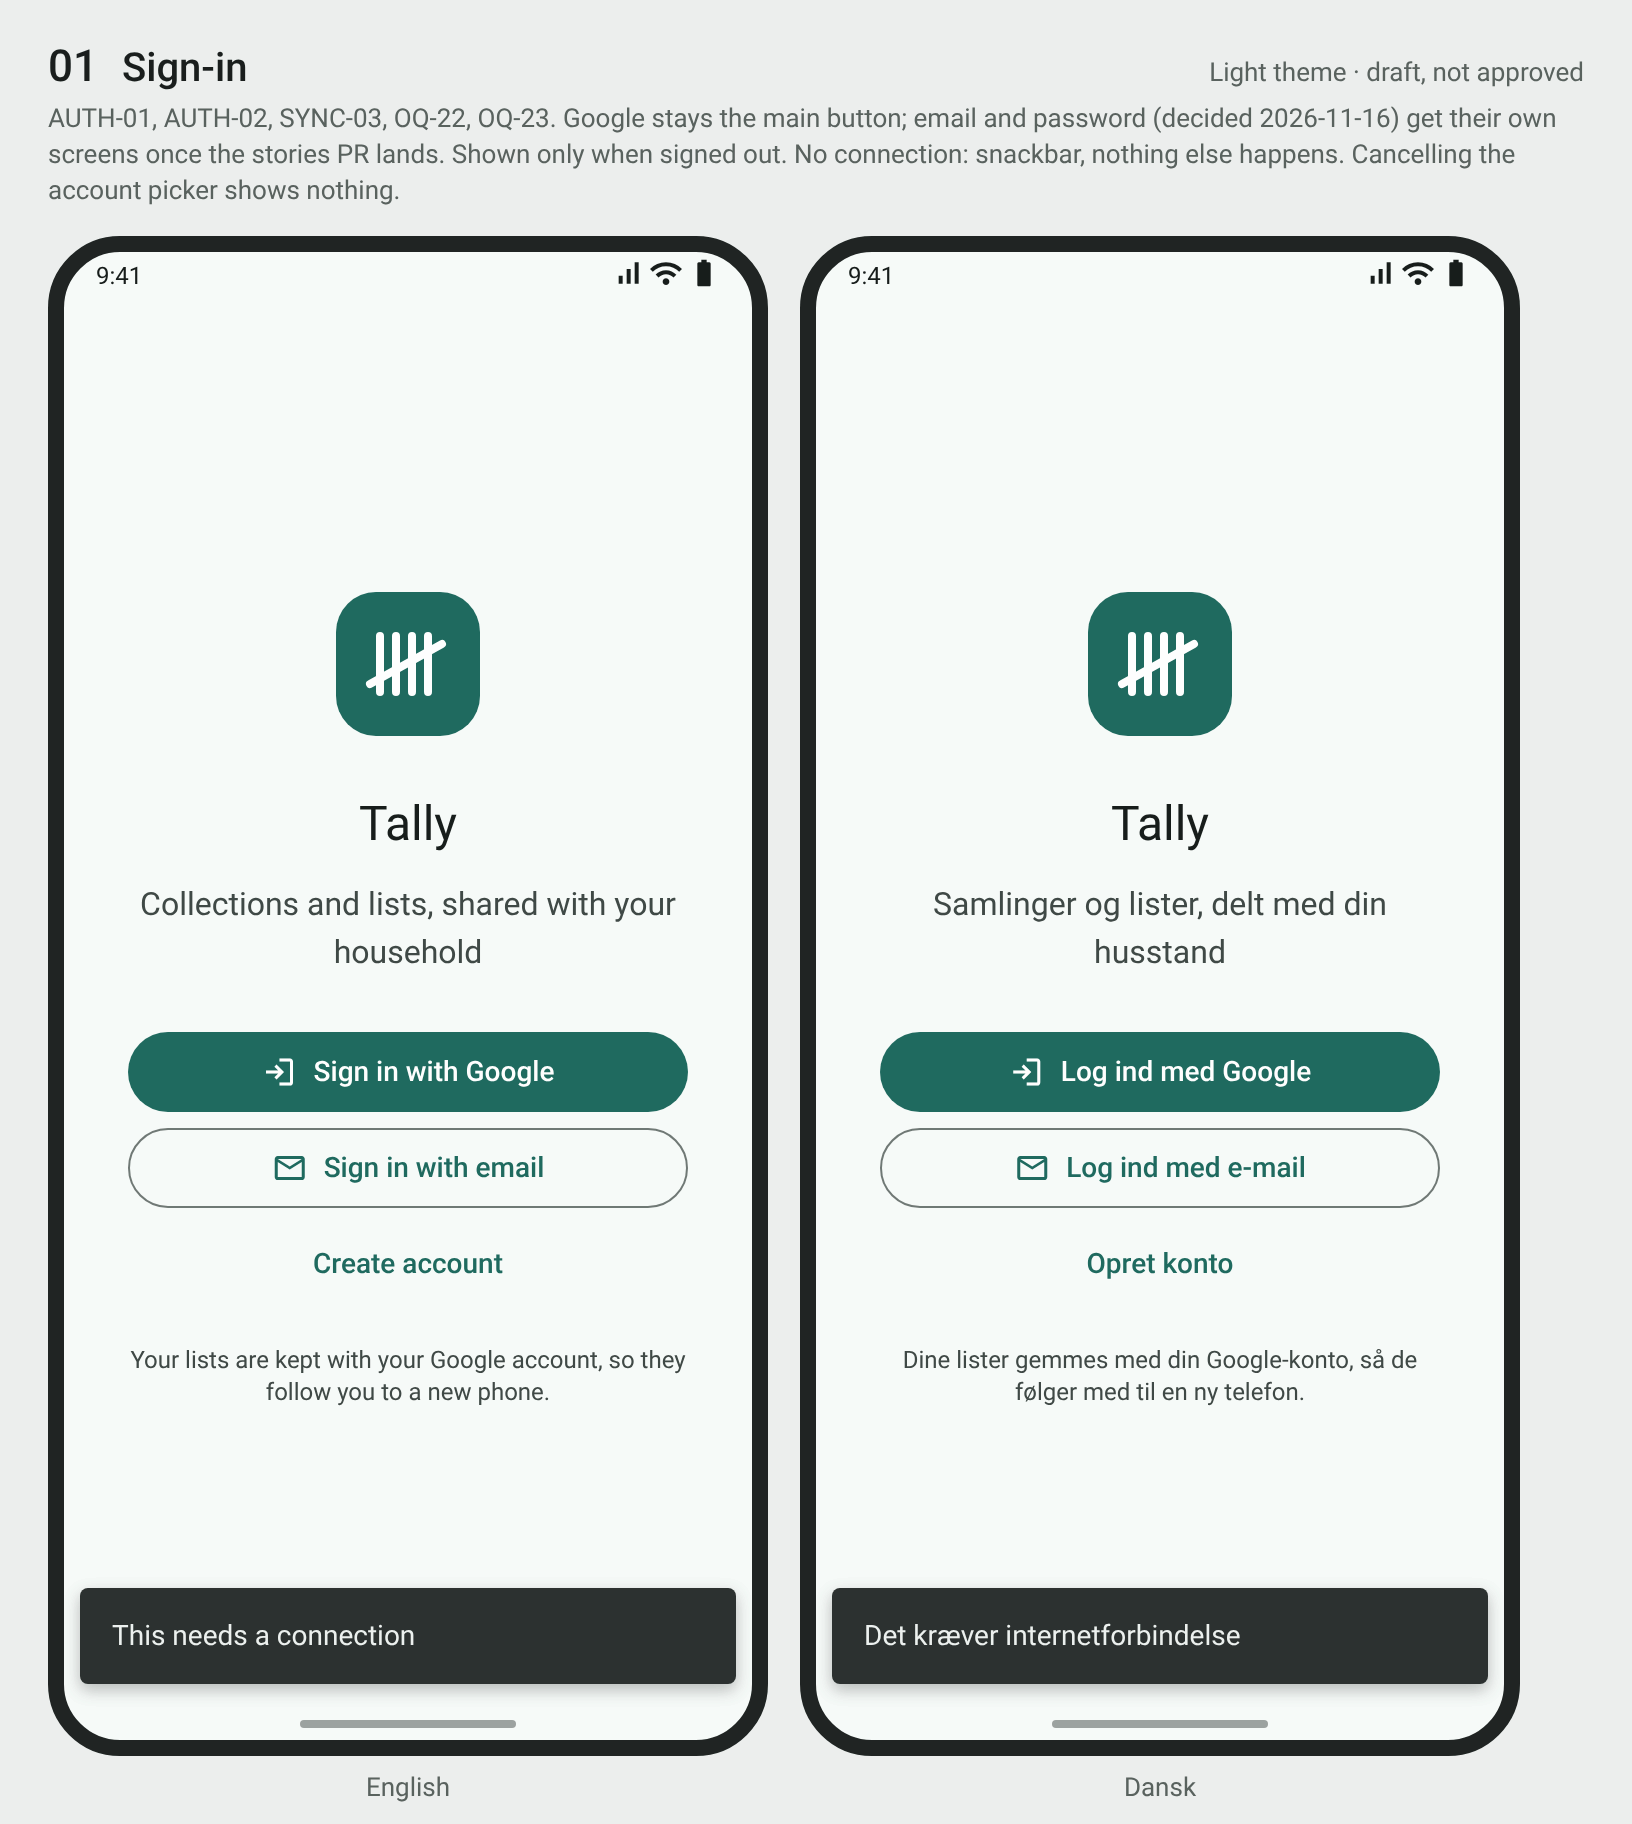 01 Sign-in
Light theme · draft, not approved
AUTH-01, AUTH-02, SYNC-03, OQ-22, OQ-23. Google stays the main button; email and password (decided 2026-11-16) get their own
screens once the stories PR lands. Shown only when signed out. No connection: snackbar, nothing else happens. Cancelling the
account picker shows nothing.
9:41
Tally
Collections and lists, shared with your
household
Sign in with Google
Sign in with email
Create account
Your lists are kept with your Google account, so they
follow you to a new phone.
This needs a connection
English
9:41
Tally
Samlinger og lister, delt med din
husstand
Log ind med Google
Log ind med e-mail
Opret konto
Dine lister gemmes med din Google-konto, så de
følger med til en ny telefon.
Det kræver internetforbindelse
Dansk